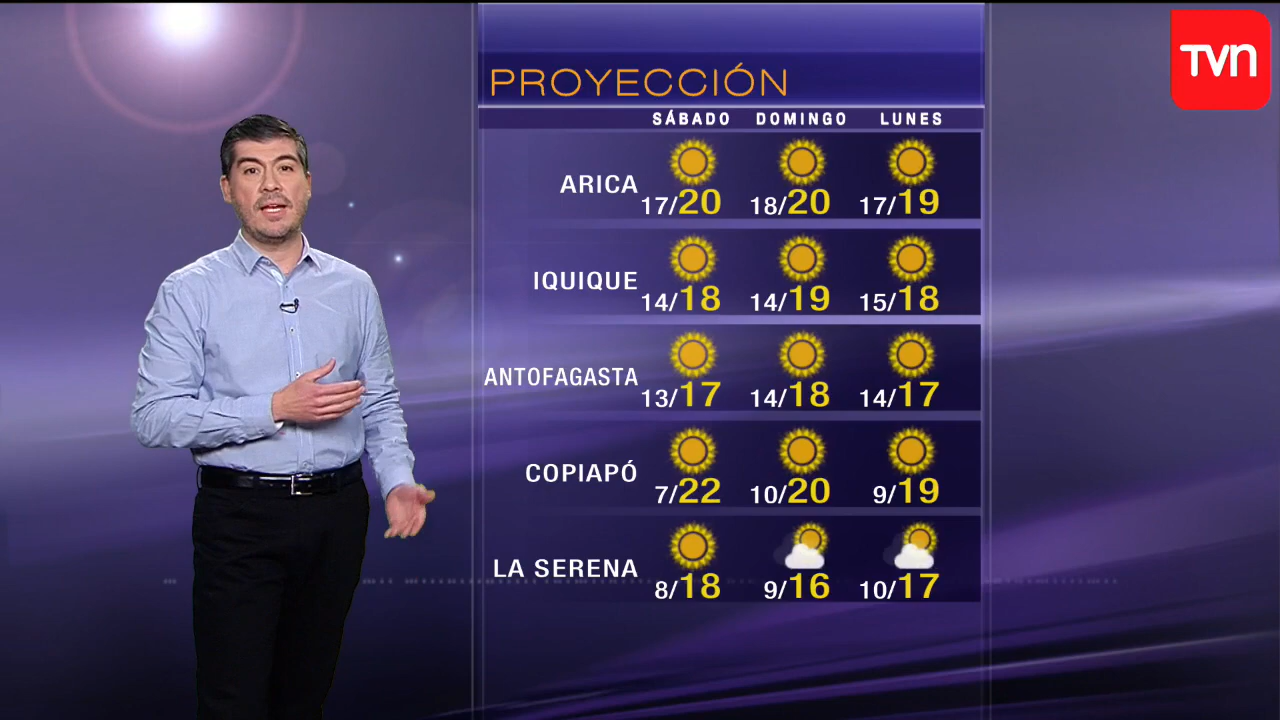 TVN
PROYECCIÓN
SÁBADO DOMINGO LUNES
ARICA 17/20 18/20 17/19
IQUIQUE 14/18 14/19 15/18
ANTOFAGASTA 13/17 14/18 14/17
COPIAPÓ 7/22 10/20 9/19
LA SERENA 8/18 9/16 10/17